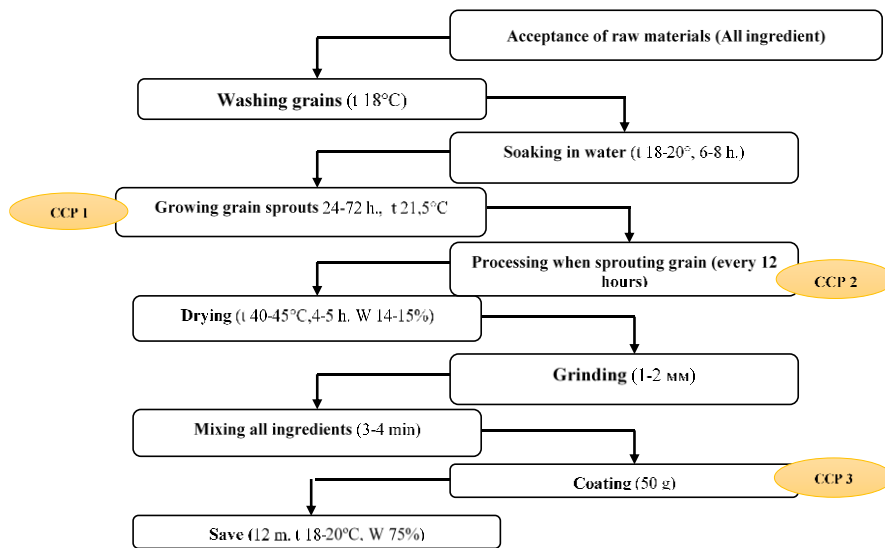 Acceptance of raw materials (All ingredient)
Washing grains (t 18°C)
Soaking in water (t 18-20°, 6-8 h.)
CCP 1
Growing grain sprouts 24-72 h., t 21,5°C
Processing when sprouting grain (every 12
hours)
CCP 2
Drying (t 40-45°C,4-5 h. W 14-15%)
Grinding (1-2 мм)
Mixing all ingredients (3-4 min)
Coating (50 g)
CCP 3
Save (12 m. t 18-20°C, W 75%)